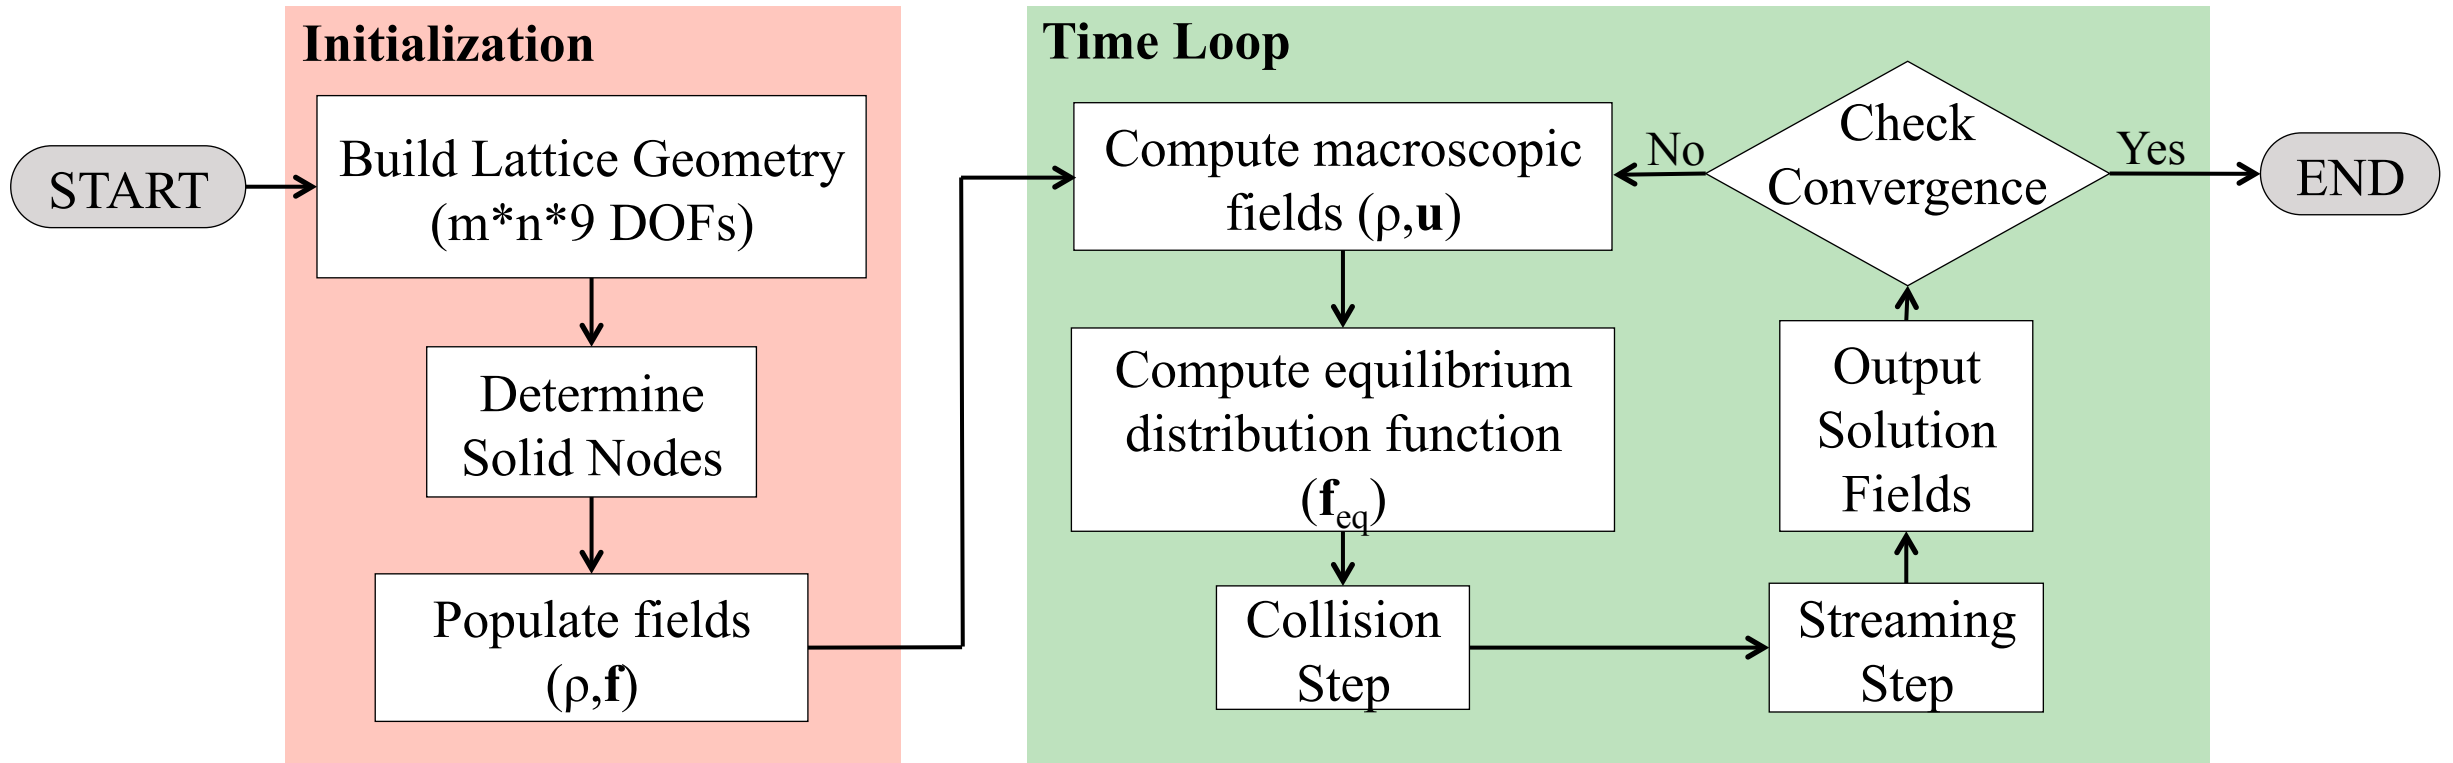 START
Initialization
Build Lattice Geometry
(m*n*9 DOFs)
Determine
Solid Nodes
Populate fields
(ρ,f)
Time Loop
Compute macroscopic
fields (ρ,u)
Compute equilibrium
distribution function
(feq)
Collision
Step
Streaming
Step
Output
Solution
Fields
Check
Convergence
No
Yes
END